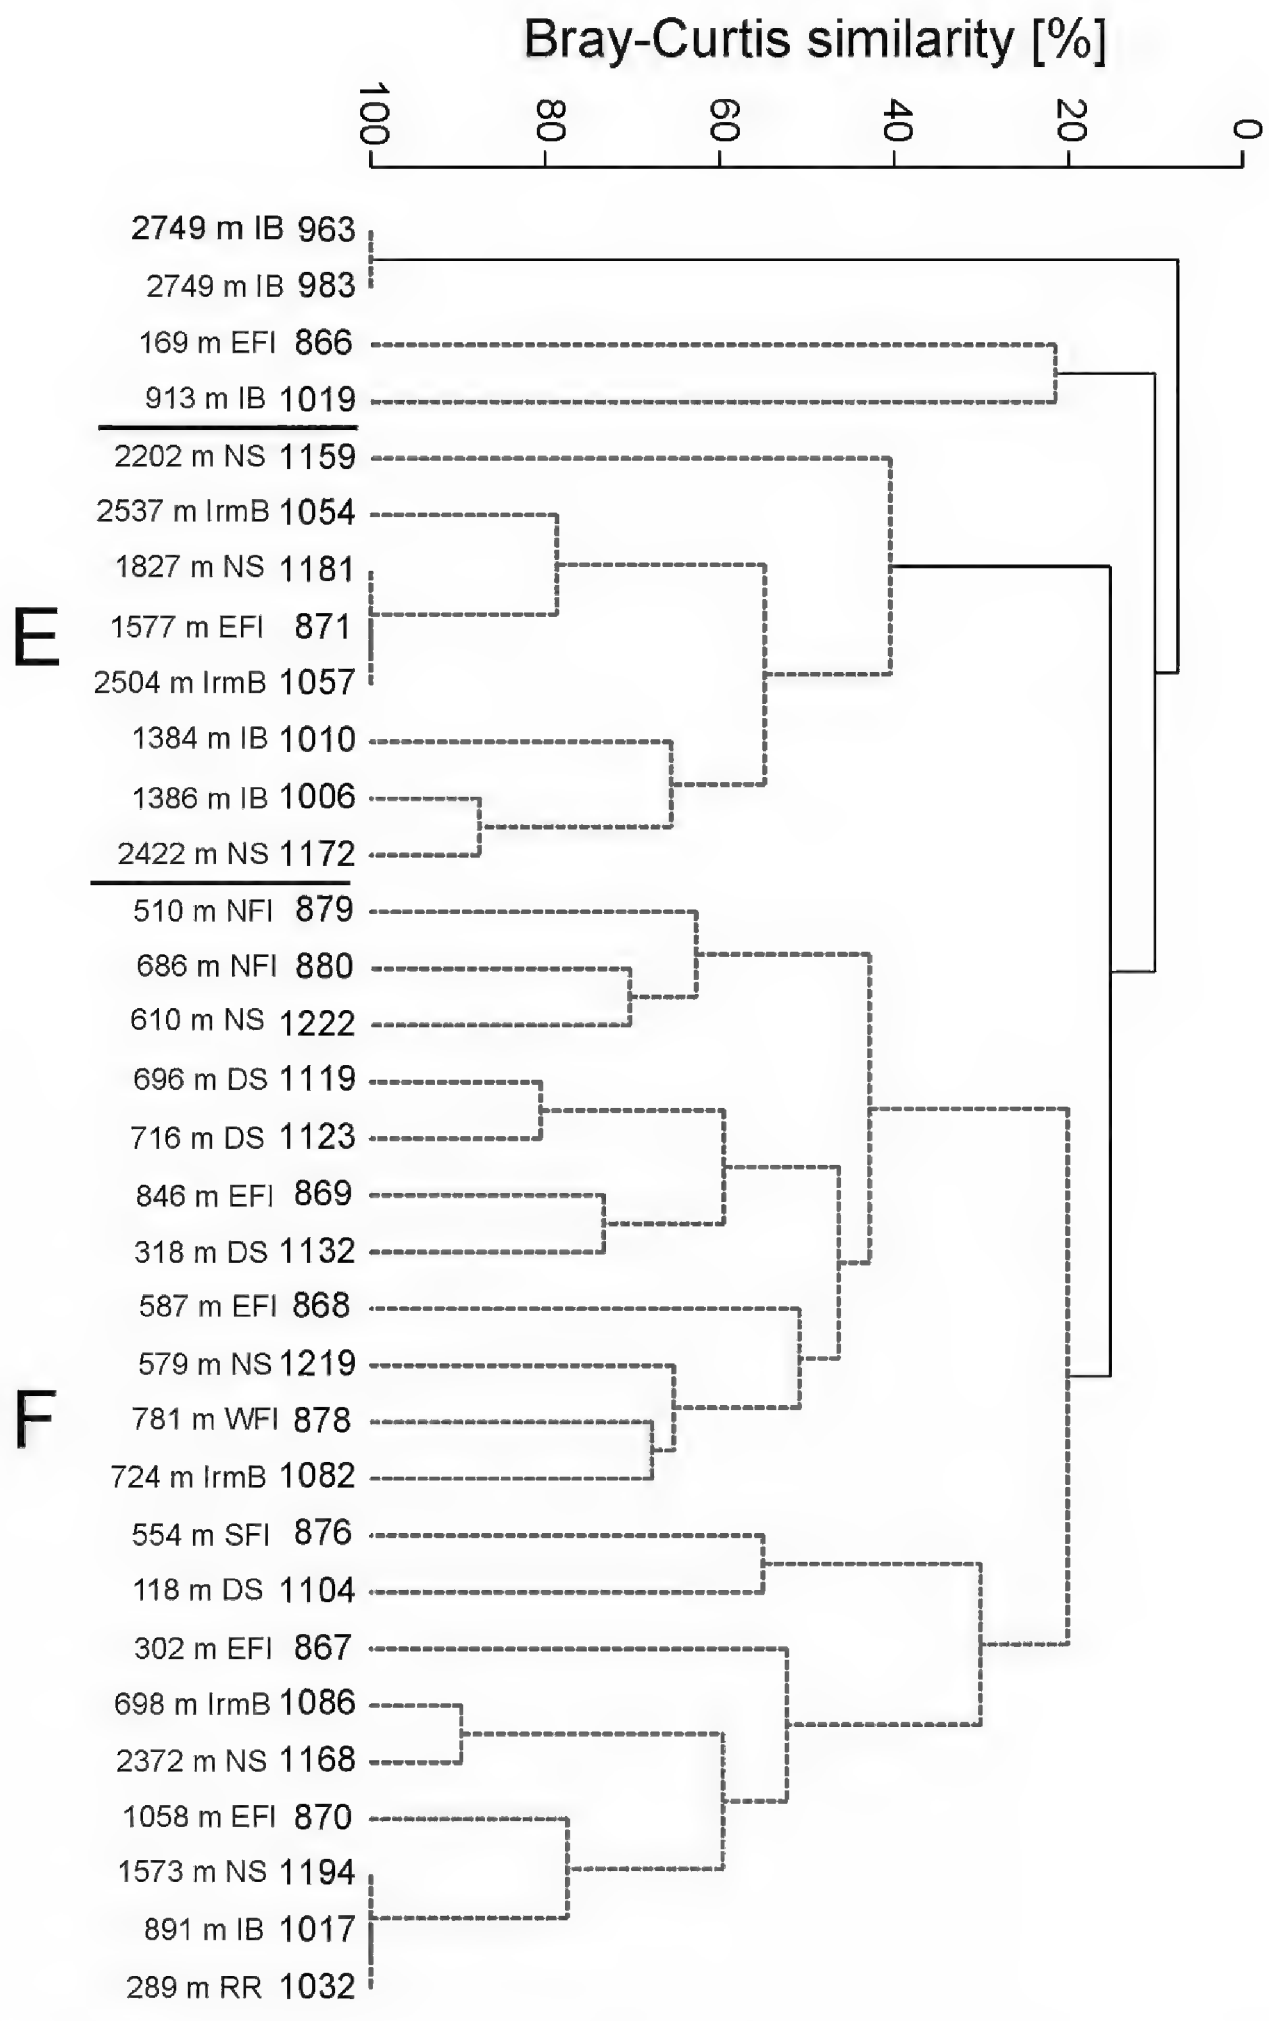 Bray-Curtis similarity [%]
100 80 60 40 20 0
2749 m IB 963
2749 m IB 983
169 m EFI 866
913 m IB 1019
2202 m NS 1159
2537 m IrmB 1054
1827 m NS 1181
E
1577 m EFI 871
2504 m IrmB 1057
1384 m IB 1010
1386 m IB 1006
2422 m NS 1172
510 m NFI 879
686 m NFI 880
610 m NS 1222
696 m DS 1119
716 m DS 1123
846 m EFI 869
318 m DS 1132
587 m EFI 868
579 m NS 1219
F
781 m WFI 878
724 m IrmB 1082
554 m SFI 876
118 m DS 1104
302 m EFI 867
698 m IrmB 1086
2372 m NS 1168
1058 m EFI 870
1573 m NS 1194
891 m IB 1017
289 m RR 1032